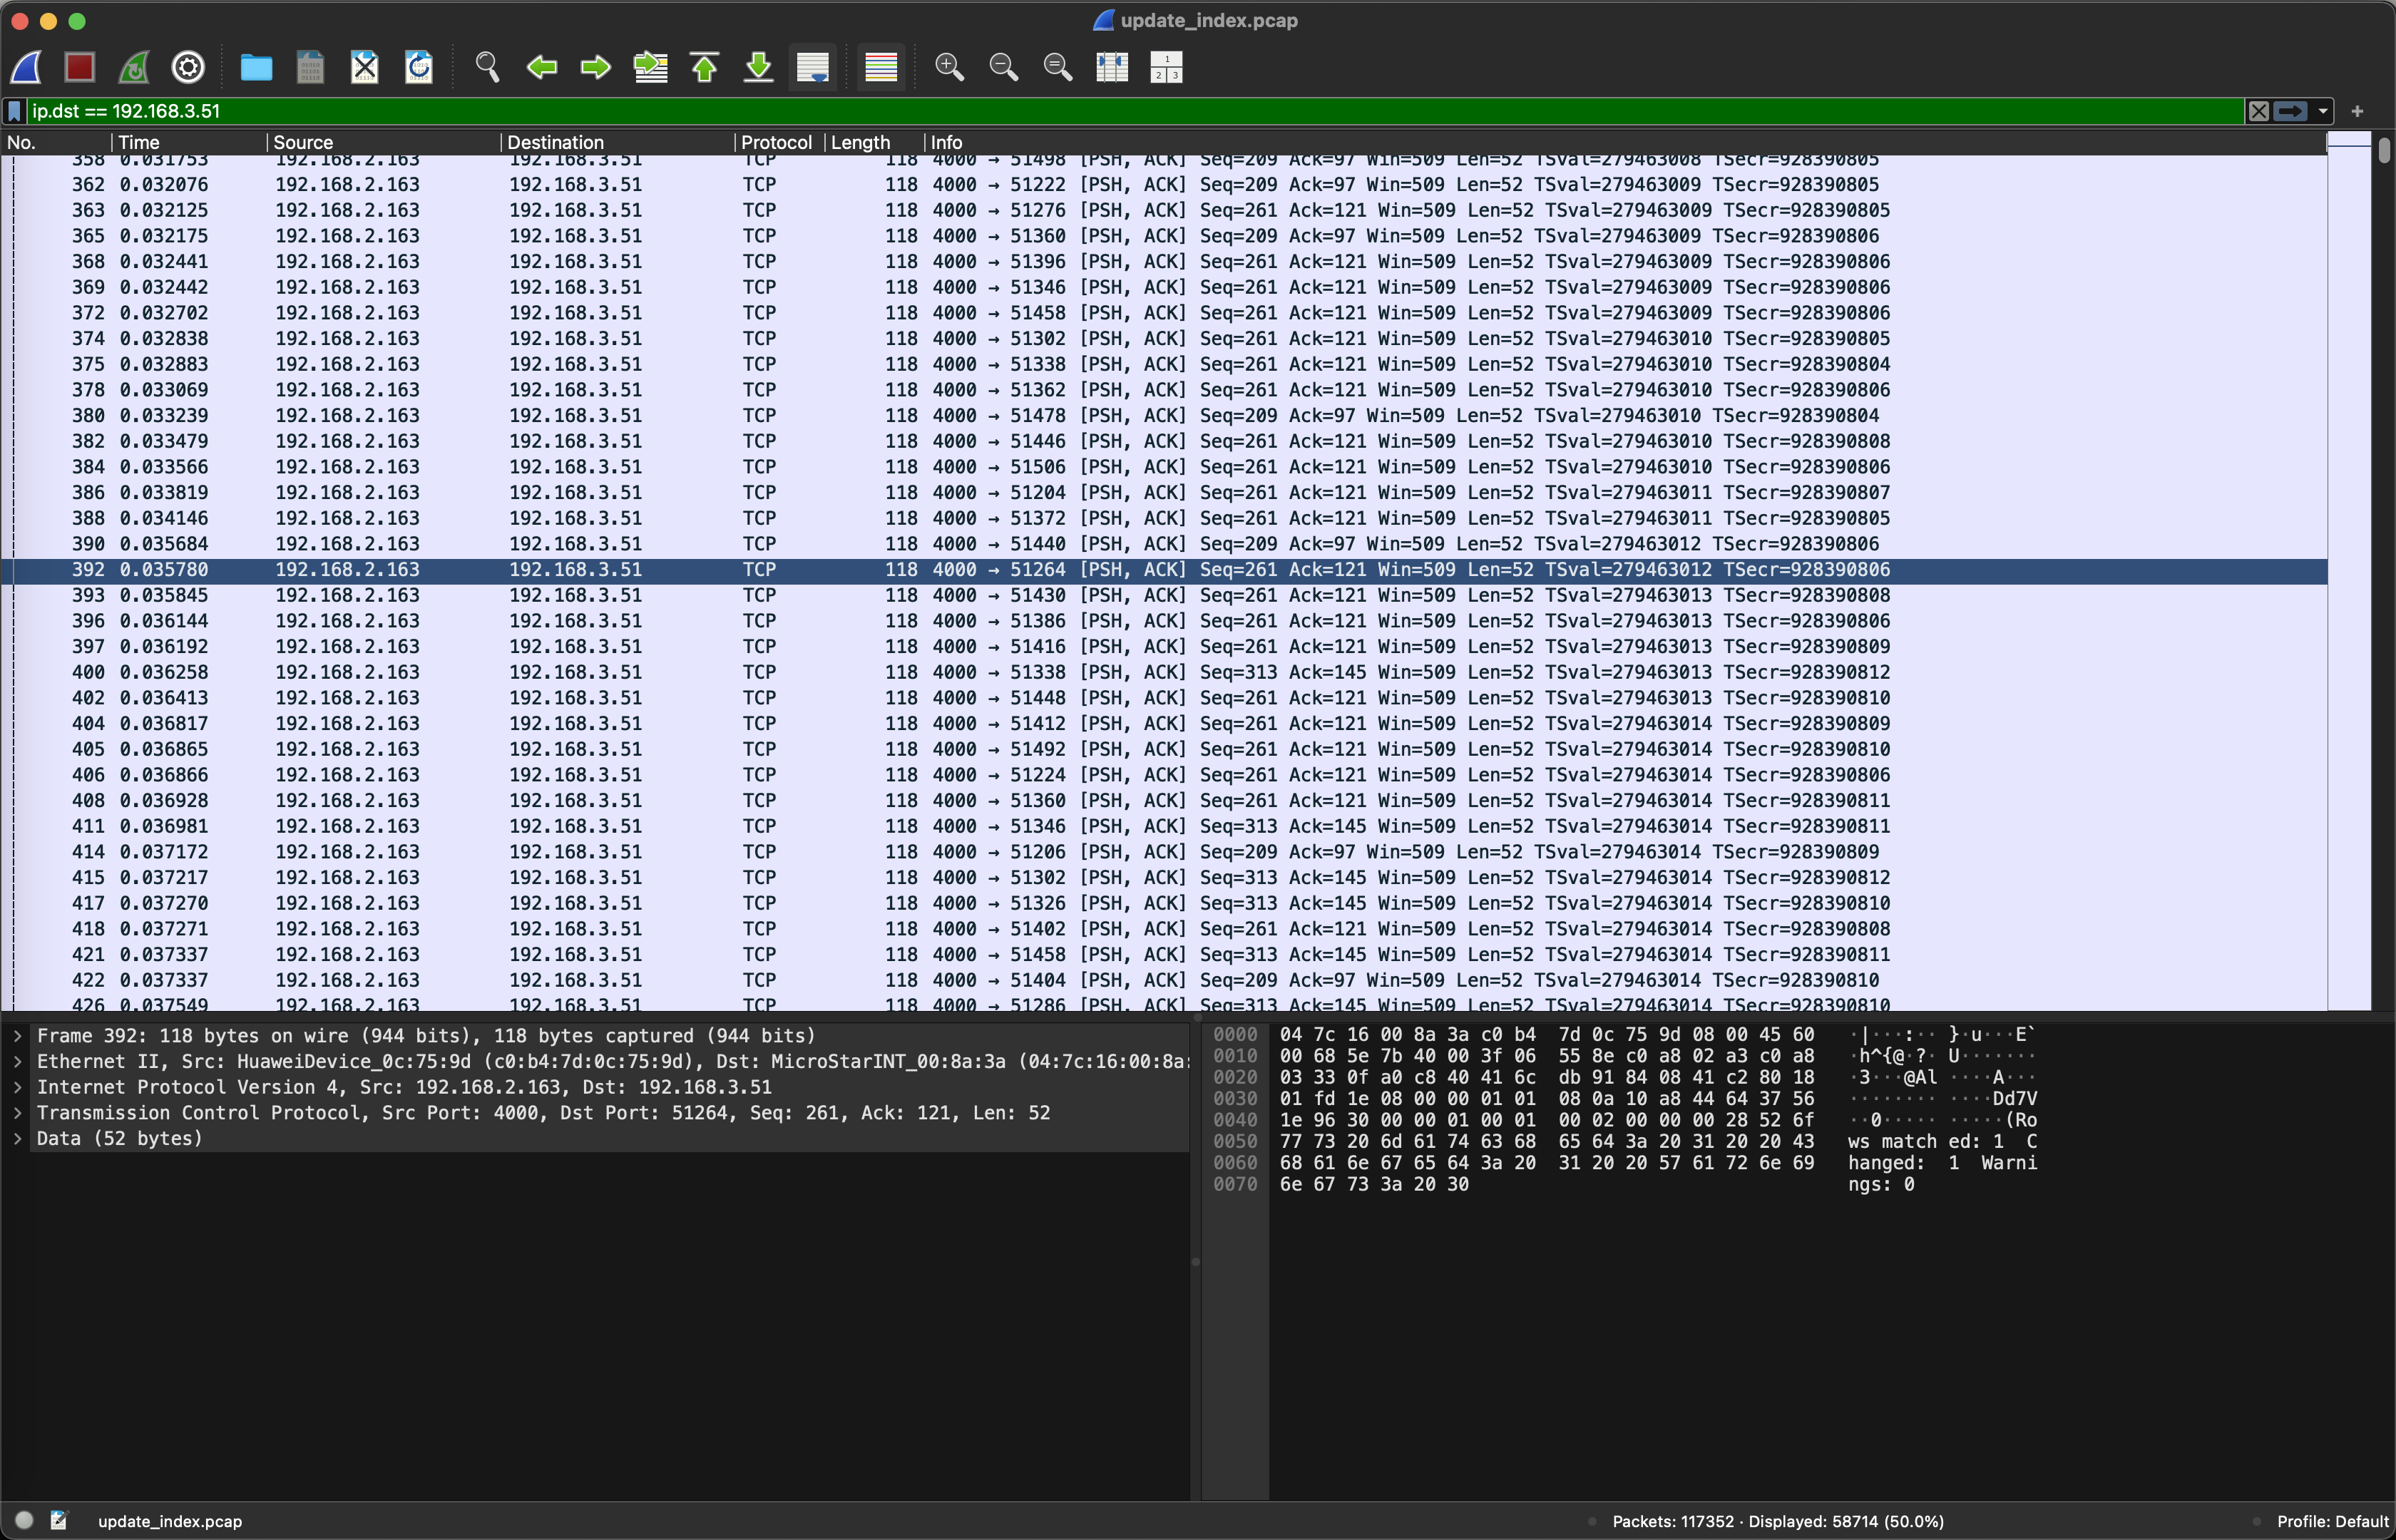 update_index.pcap
ip.dst == 192.168.3.51
No. Time Source Destination Protocol Length Info
358 0.031753 192.168.2.163 192.168.3.51 TCP 118 4000 → 51498 [PSH, ACK] Seq=209 Ack=97 Win=509 Len=52 TSval=279463008 TSecr=928390805
362 0.032076 192.168.2.163 192.168.3.51 TCP 118 4000 → 51222 [PSH, ACK] Seq=209 Ack=97 Win=509 Len=52 TSval=279463009 TSecr=928390805
363 0.032125 192.168.2.163 192.168.3.51 TCP 118 4000 → 51276 [PSH, ACK] Seq=261 Ack=121 Win=509 Len=52 TSval=279463009 TSecr=928390805
365 0.032175 192.168.2.163 192.168.3.51 TCP 118 4000 → 51360 [PSH, ACK] Seq=209 Ack=97 Win=509 Len=52 TSval=279463009 TSecr=928390806
368 0.032441 192.168.2.163 192.168.3.51 TCP 118 4000 → 51396 [PSH, ACK] Seq=261 Ack=121 Win=509 Len=52 TSval=279463009 TSecr=928390806
369 0.032442 192.168.2.163 192.168.3.51 TCP 118 4000 → 51346 [PSH, ACK] Seq=261 Ack=121 Win=509 Len=52 TSval=279463009 TSecr=928390806
372 0.032702 192.168.2.163 192.168.3.51 TCP 118 4000 → 51458 [PSH, ACK] Seq=261 Ack=121 Win=509 Len=52 TSval=279463009 TSecr=928390806
374 0.032838 192.168.2.163 192.168.3.51 TCP 118 4000 → 51302 [PSH, ACK] Seq=261 Ack=121 Win=509 Len=52 TSval=279463010 TSecr=928390805
375 0.032883 192.168.2.163 192.168.3.51 TCP 118 4000 → 51338 [PSH, ACK] Seq=261 Ack=121 Win=509 Len=52 TSval=279463010 TSecr=928390804
378 0.033069 192.168.2.163 192.168.3.51 TCP 118 4000 → 51362 [PSH, ACK] Seq=261 Ack=121 Win=509 Len=52 TSval=279463010 TSecr=928390806
380 0.033239 192.168.2.163 192.168.3.51 TCP 118 4000 → 51478 [PSH, ACK] Seq=209 Ack=97 Win=509 Len=52 TSval=279463010 TSecr=928390804
382 0.033479 192.168.2.163 192.168.3.51 TCP 118 4000 → 51446 [PSH, ACK] Seq=261 Ack=121 Win=509 Len=52 TSval=279463010 TSecr=928390808
384 0.033566 192.168.2.163 192.168.3.51 TCP 118 4000 → 51506 [PSH, ACK] Seq=261 Ack=121 Win=509 Len=52 TSval=279463010 TSecr=928390806
386 0.033819 192.168.2.163 192.168.3.51 TCP 118 4000 → 51204 [PSH, ACK] Seq=261 Ack=121 Win=509 Len=52 TSval=279463011 TSecr=928390807
388 0.034146 192.168.2.163 192.168.3.51 TCP 118 4000 → 51372 [PSH, ACK] Seq=261 Ack=121 Win=509 Len=52 TSval=279463011 TSecr=928390805
390 0.035684 192.168.2.163 192.168.3.51 TCP 118 4000 → 51440 [PSH, ACK] Seq=209 Ack=97 Win=509 Len=52 TSval=279463012 TSecr=928390806
392 0.035780 192.168.2.163 192.168.3.51 TCP 118 4000 → 51264 [PSH, ACK] Seq=261 Ack=121 Win=509 Len=52 TSval=279463012 TSecr=928390806
393 0.035845 192.168.2.163 192.168.3.51 TCP 118 4000 → 51430 [PSH, ACK] Seq=261 Ack=121 Win=509 Len=52 TSval=279463013 TSecr=928390808
396 0.036144 192.168.2.163 192.168.3.51 TCP 118 4000 → 51386 [PSH, ACK] Seq=261 Ack=121 Win=509 Len=52 TSval=279463013 TSecr=928390806
397 0.036192 192.168.2.163 192.168.3.51 TCP 118 4000 → 51416 [PSH, ACK] Seq=261 Ack=121 Win=509 Len=52 TSval=279463013 TSecr=928390809
400 0.036258 192.168.2.163 192.168.3.51 TCP 118 4000 → 51338 [PSH, ACK] Seq=313 Ack=145 Win=509 Len=52 TSval=279463013 TSecr=928390812
402 0.036413 192.168.2.163 192.168.3.51 TCP 118 4000 → 51448 [PSH, ACK] Seq=261 Ack=121 Win=509 Len=52 TSval=279463013 TSecr=928390810
404 0.036817 192.168.2.163 192.168.3.51 TCP 118 4000 → 51412 [PSH, ACK] Seq=261 Ack=121 Win=509 Len=52 TSval=279463014 TSecr=928390809
405 0.036865 192.168.2.163 192.168.3.51 TCP 118 4000 → 51492 [PSH, ACK] Seq=261 Ack=121 Win=509 Len=52 TSval=279463014 TSecr=928390810
406 0.036866 192.168.2.163 192.168.3.51 TCP 118 4000 → 51224 [PSH, ACK] Seq=261 Ack=121 Win=509 Len=52 TSval=279463014 TSecr=928390806
408 0.036928 192.168.2.163 192.168.3.51 TCP 118 4000 → 51360 [PSH, ACK] Seq=261 Ack=121 Win=509 Len=52 TSval=279463014 TSecr=928390811
411 0.036981 192.168.2.163 192.168.3.51 TCP 118 4000 → 51346 [PSH, ACK] Seq=313 Ack=145 Win=509 Len=52 TSval=279463014 TSecr=928390811
414 0.037172 192.168.2.163 192.168.3.51 TCP 118 4000 → 51206 [PSH, ACK] Seq=209 Ack=97 Win=509 Len=52 TSval=279463014 TSecr=928390809
415 0.037217 192.168.2.163 192.168.3.51 TCP 118 4000 → 51302 [PSH, ACK] Seq=313 Ack=145 Win=509 Len=52 TSval=279463014 TSecr=928390812
417 0.037270 192.168.2.163 192.168.3.51 TCP 118 4000 → 51326 [PSH, ACK] Seq=313 Ack=145 Win=509 Len=52 TSval=279463014 TSecr=928390810
418 0.037271 192.168.2.163 192.168.3.51 TCP 118 4000 → 51402 [PSH, ACK] Seq=261 Ack=121 Win=509 Len=52 TSval=279463014 TSecr=928390808
421 0.037337 192.168.2.163 192.168.3.51 TCP 118 4000 → 51458 [PSH, ACK] Seq=313 Ack=145 Win=509 Len=52 TSval=279463014 TSecr=928390811
422 0.037337 192.168.2.163 192.168.3.51 TCP 118 4000 → 51404 [PSH, ACK] Seq=209 Ack=97 Win=509 Len=52 TSval=279463014 TSecr=928390810
426 0.037549 192.168.2.163 192.168.3.51 TCP 118 4000 → 51286 [PSH, ACK] Seq=313 Ack=145 Win=509 Len=52 TSval=279463014 TSecr=928390810
Frame 392: 118 bytes on wire (944 bits), 118 bytes captured (944 bits)
Ethernet II, Src: HuaweiDevice_0c:75:9d (c0:b4:7d:0c:75:9d), Dst: MicroStarINT_00:8a:3a (04:7c:16:00:8a:
Internet Protocol Version 4, Src: 192.168.2.163, Dst: 192.168.3.51
Transmission Control Protocol, Src Port: 4000, Dst Port: 51264, Seq: 261, Ack: 121, Len: 52
Data (52 bytes)
0000 04 7c 16 00 8a 3a c0 b4 7d 0c 75 9d 08 00 45 60 ·|···:·· }·u···E`
0010 00 68 5e 7b 40 00 3f 06 55 8e c0 a8 02 a3 c0 a8 ·h^{@·?· U·······
0020 03 33 0f a0 c8 40 41 6c db 91 84 08 41 c2 80 18 ·3···@Al ····A···
0030 01 fd 1e 08 00 00 01 01 08 0a 10 a8 44 64 37 56 ········ ····Dd7V
0040 1e 96 30 00 00 01 00 01 00 02 00 00 00 28 52 6f ··0····· ·····(Ro
0050 77 73 20 6d 61 74 63 68 65 64 3a 20 31 20 20 43 ws match ed: 1  C
0060 68 61 6e 67 65 64 3a 20 31 20 20 57 61 72 6e 69 hanged:  1  Warni
0070 6e 67 73 3a 20 30 ngs: 0
update_index.pcap
Packets: 117352 · Displayed: 58714 (50.0%)
Profile: Default